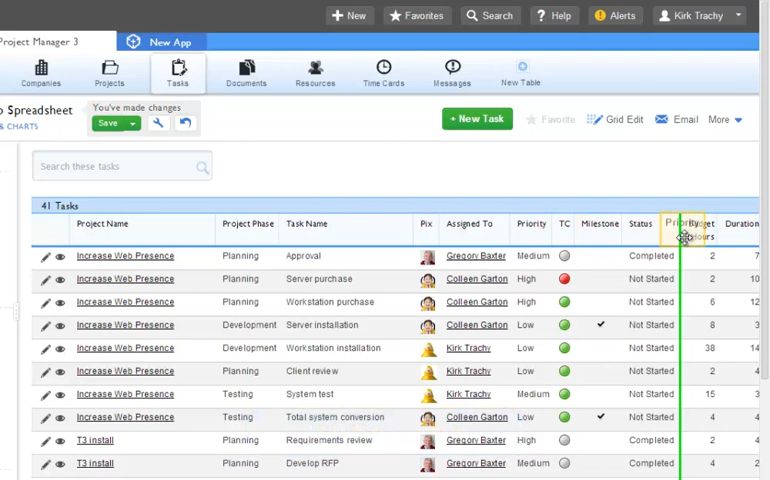 New Favorites Search Help Alerts Kirk Trachy
Project Manager 3 New App
Companies Projects Tasks Documents Resources Time Cards Messages New Table
Spreadsheet You've made changes
& CHARTS Save + New Task Favorite Grid Edit Email More
Search these tasks
41 Tasks
Project Name Project Phase Task Name Pix Assigned To Priority TC Milestone Status Priority Duration
Increase Web Presence Planning Approval Gregory Baxter Medium Completed 2 7
Increase Web Presence Planning Server purchase Colleen Garton High Not Started 2 10
Increase Web Presence Planning Workstation purchase Colleen Garton High Not Started 6 12
Increase Web Presence Development Server installation Colleen Garton Low Not Started 8 3
Increase Web Presence Development Workstation installation Kirk Trachy Low Not Started 38 14
Increase Web Presence Planning Client review Kirk Trachy Low Not Started 2 4
Increase Web Presence Testing System test Kirk Trachy Medium Not Started 15 3
Increase Web Presence Testing Total system conversion Colleen Garton Low Not Started 4 4
T3 install Planning Requirements review Gregory Baxter High Completed 2 4
T3 install Planning Develop RFP Gregory Baxter Medium Completed 4 2